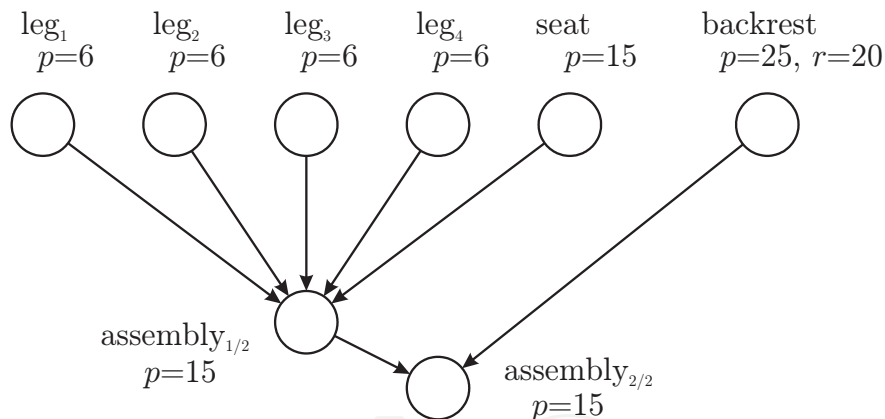 leg₁ leg₂ leg₃ leg₄ seat backrest
p=6 p=6 p=6 p=6 p=15 p=25, r=20
assembly₁/₂
p=15
assembly₂/₂
p=15